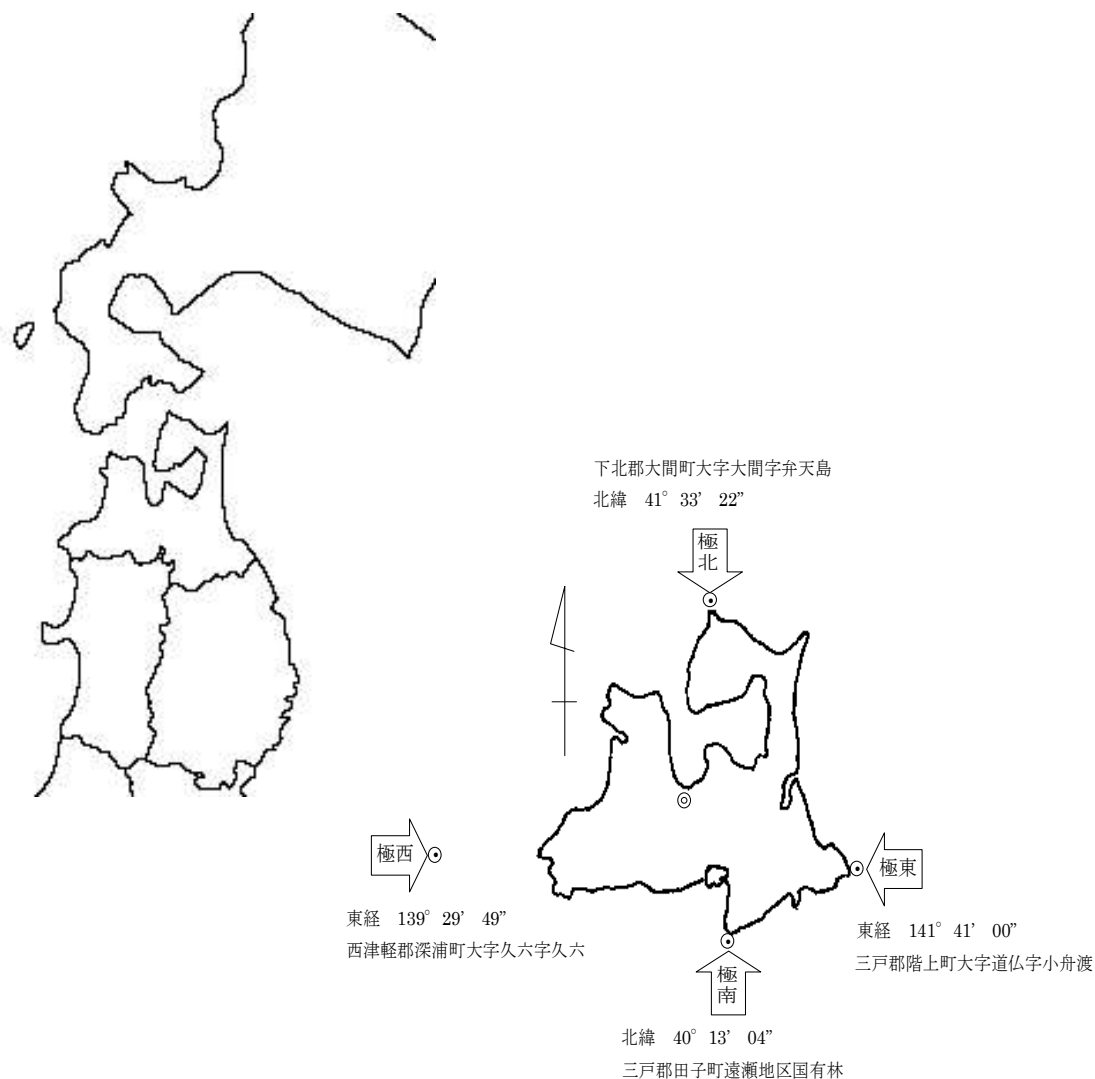 下北郡大間町大字大間字弁天島
北緯 41° 33’ 22”
極北
極西
東経 139° 29’ 49”
西津軽郡深浦町大字久六字久六
極東
東経 141° 41’ 00”
三戸郡階上町大字道仏字小舟渡
極南
北緯 40° 13’ 04”
三戸郡田子町遠瀬地区国有林